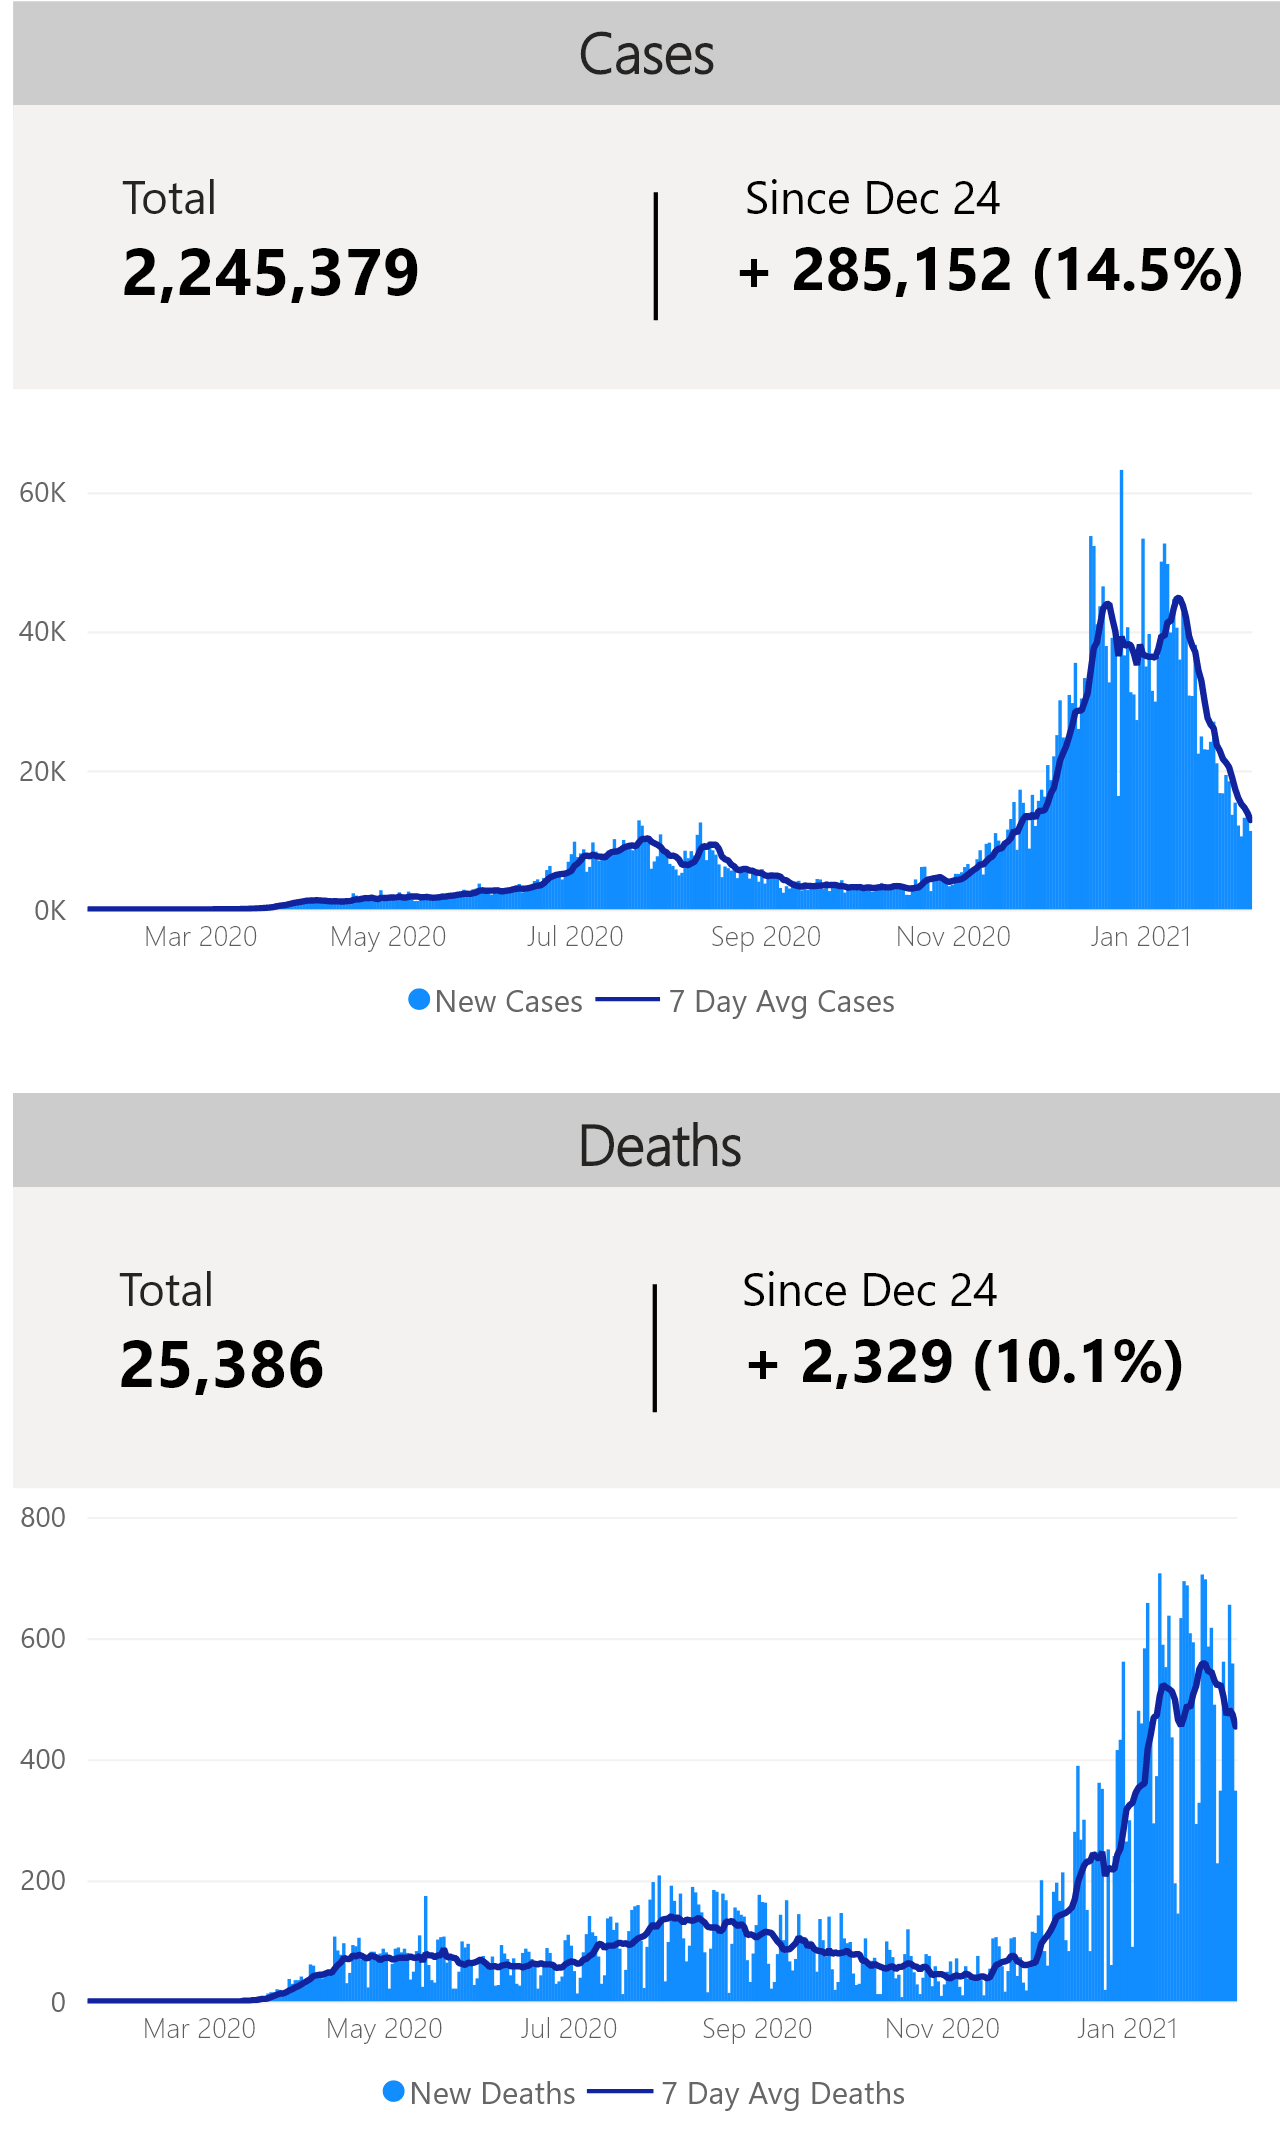 Cases
Total
Since Dec 24
2,245,379
+ 285,152 (14.5%)
60K
40K
20K
0K
Mar 2020 May 2020 Jul 2020 Sep 2020 Nov 2020 Jan 2021
New Cases 7 Day Avg Cases
Deaths
Total
Since Dec 24
25,386
+ 2,329 (10.1%)
800
600
400
200
0
Mar 2020 May 2020 Jul 2020 Sep 2020 Nov 2020 Jan 2021
New Deaths 7 Day Avg Deaths